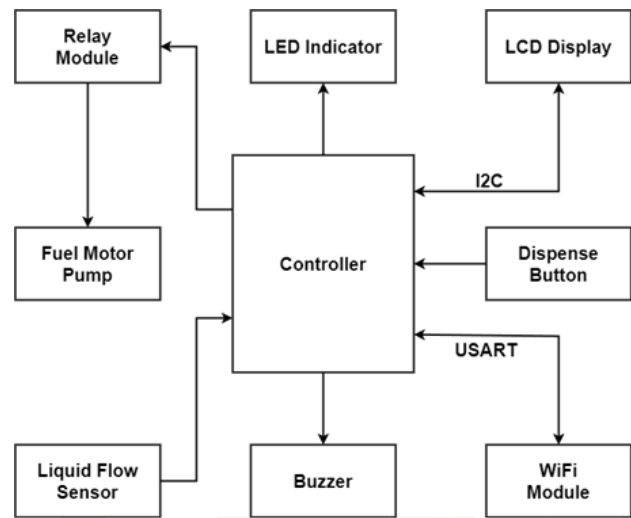 Relay
Module
LED Indicator
LCD Display
I2C
Fuel Motor
Pump
Controller
Dispense
Button
USART
Liquid Flow
Sensor
Buzzer
WiFi
Module